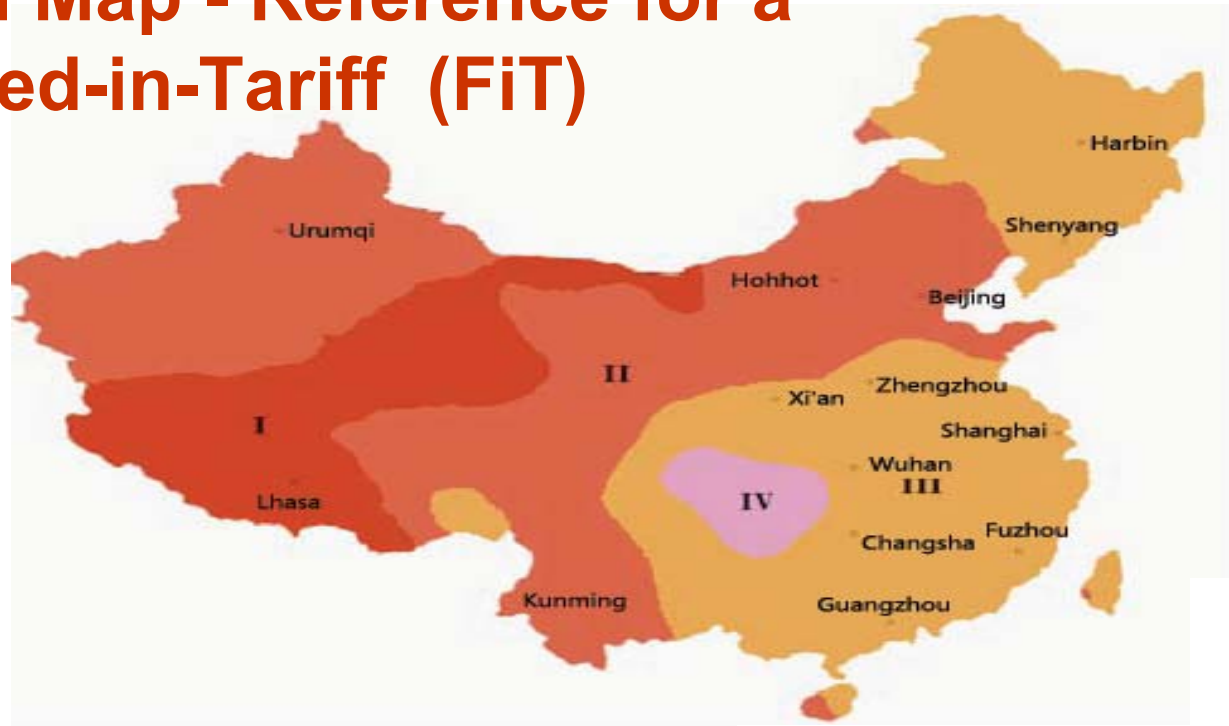 Map - Reference for a
ed-in-Tariff (FiT)
Harbin
Urumqi
Shenyang
Hohhot
Beijing
II
Zhengzhou
Xi'an
I
Shanghai
Wuhan
III
Lhasa
IV
Fuzhou
Changsha
Kunming
Guangzhou